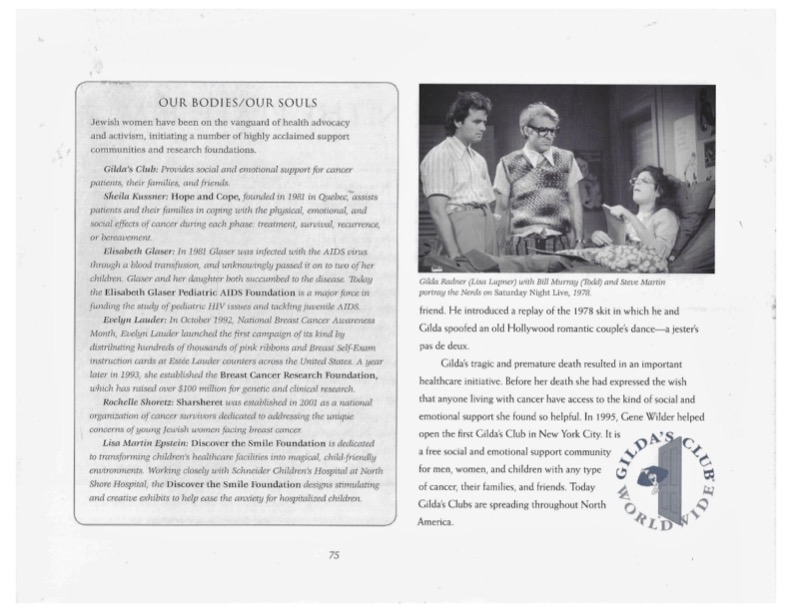 OUR BODIES/OUR SOULS
Jewish women have been on the vanguard of health advocacy
and activism, initiating a number of highly acclaimed support
communities and research foundations.
Gilda's Club: Provides social and emotional support for cancer
patients, their families, and friends.
Sheila Kussner: Hope and Cope, founded in 1981 in Quebec, assists
patients and their families in coping with the physical, emotional, and
social effects of cancer during each phase: treatment, survival, recurrence,
or bereavement.
Elisabeth Glaser: In 1981 Glaser was infected with the AIDS virus
through a blood transfusion, and unknowingly passed it on to two of her
children. Glaser and her daughter both succumbed to the disease. Today
the Elisabeth Glaser Pediatric AIDS Foundation is a major force in
funding the study of pediatric HIV issues and tackling juvenile AIDS.
Evelyn Lauder: In October 1992, National Breast Cancer Awareness
Month, Evelyn Lauder launched the first campaign of its kind by
distributing hundreds of thousands of pink ribbons and Breast Self-Exam
instruction cards at Estée Lauder counters across the United States. A year
later in 1993, she established the Breast Cancer Research Foundation,
which has raised over $100 million for genetic and clinical research.
Rochelle Shoretz: Sharsheret was established in 2001 as a national
organization of cancer survivors dedicated to addressing the unique
concerns of young Jewish women facing breast cancer.
Lisa Martin Epstein: Discover the Smile Foundation is dedicated
to transforming children's healthcare facilities into magical, child-friendly
environments. Working closely with Schneider Children's Hospital at North
Shore Hospital, the Discover the Smile Foundation designs stimulating
and creative exhibits to help ease the anxiety for hospitalized children.
Gilda Radner (Lisa Lupner) with Bill Murray (Todd) and Steve Martin
portray the Nerds on Saturday Night Live, 1978.
friend. He introduced a replay of the 1978 skit in which he and
Gilda spoofed an old Hollywood romantic couple's dance—a jester's
pas de deux.
Gilda's tragic and premature death resulted in an important
healthcare initiative. Before her death she had expressed the wish
that anyone living with cancer have access to the kind of social and
emotional support she found so helpful. In 1995, Gene Wilder helped
open the first Gilda's Club in New York City. It is
a free social and emotional support community
for men, women, and children with any type
of cancer, their families, and friends. Today
Gilda's Clubs are spreading throughout North
America.
GILDA'S CLUB
WORLDWIDE
75